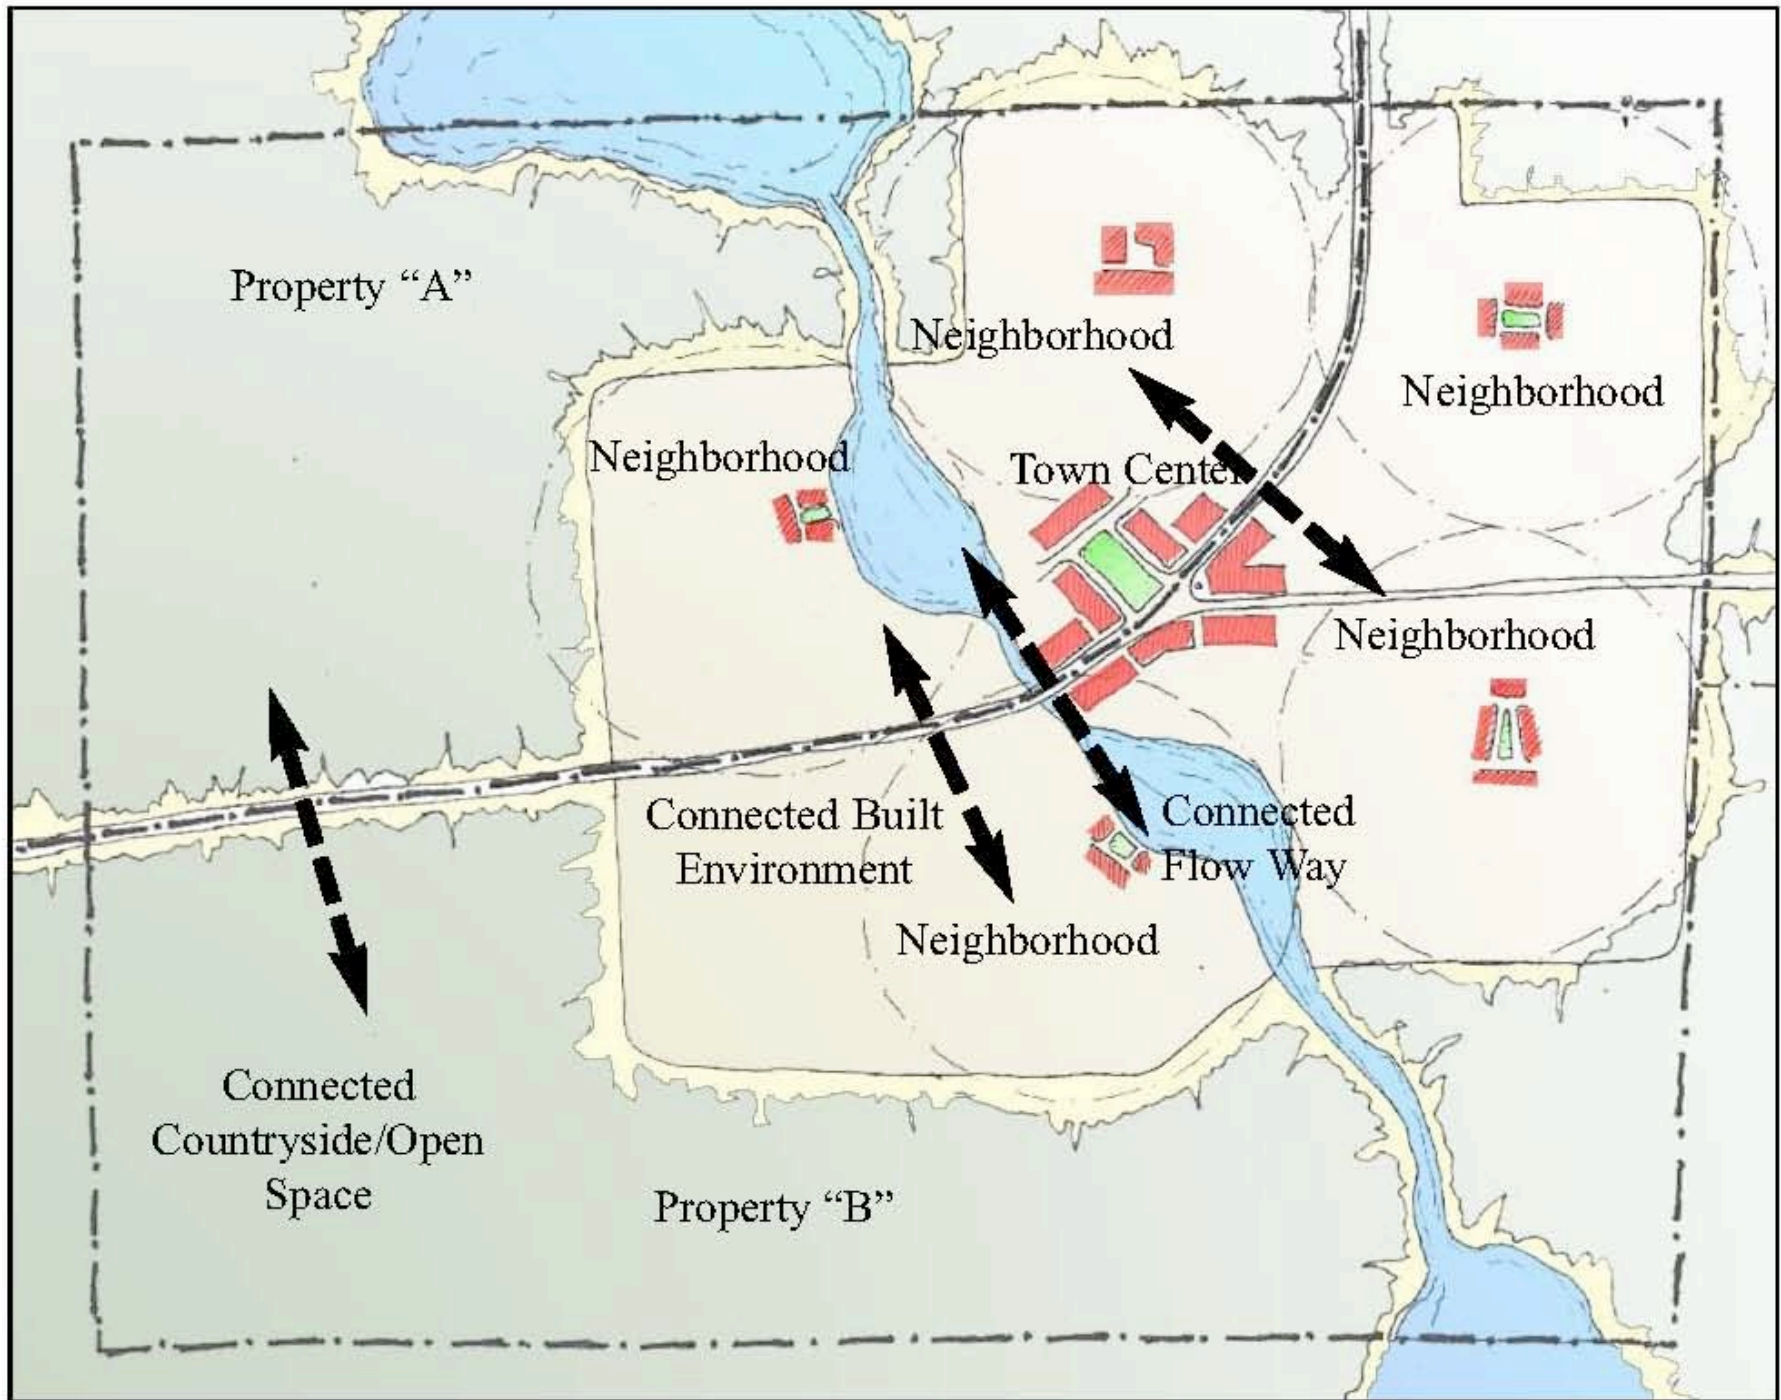 Property “A”
Neighborhood
Neighborhood
Neighborhood
Town Center
Neighborhood
Connected Built
Environment
Connected
Flow Way
Neighborhood
Connected
Countryside/Open
Space
Property “B”